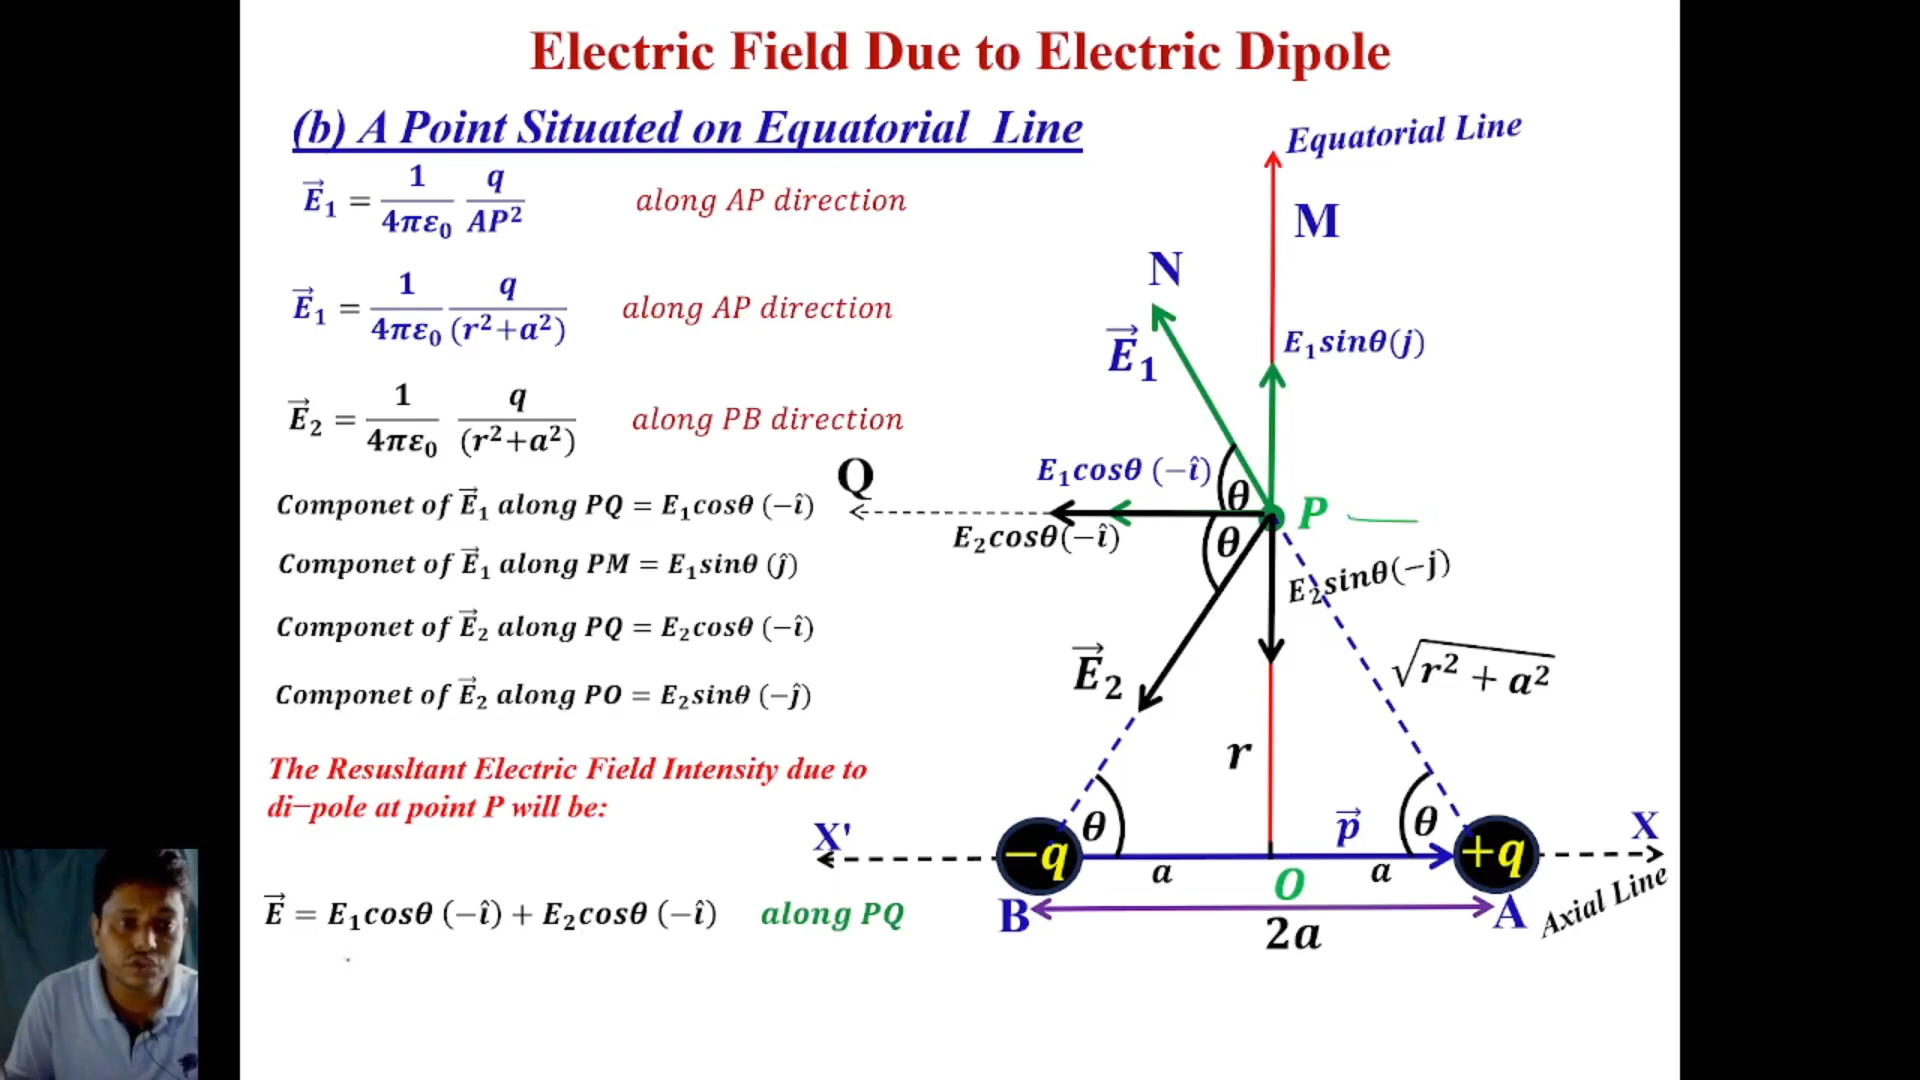 Electric Field Due to Electric Dipole
(b) A Point Situated on Equatorial Line
E⃗₁ = 1/4πε₀ q/AP² along AP direction
E⃗₁ = 1/4πε₀ q/(r²+a²) along AP direction
E⃗₂ = 1/4πε₀ q/(r²+a²) along PB direction
Componet of E⃗₁ along PQ = E₁cosθ (−î)
Componet of E⃗₁ along PM = E₁sinθ (ĵ)
Componet of E⃗₂ along PQ = E₂cosθ (−î)
Componet of E⃗₂ along PO = E₂sinθ (−ĵ)
The Resusltant Electric Field Intensity due to
di−pole at point P will be:
E⃗ = E₁cosθ (−î) + E₂cosθ (−î) along PQ
Equatorial Line
M
N
E⃗₁
E₁sinθ(j)
Q
E₁cosθ (−î)
θ
P
E₂cosθ(−î)
θ
E₂sinθ(−j)
E⃗₂
√r² + a²
r
X'
−q
θ
p⃗
θ
+q
X
a
O
a
B
2a
A
Axial Line